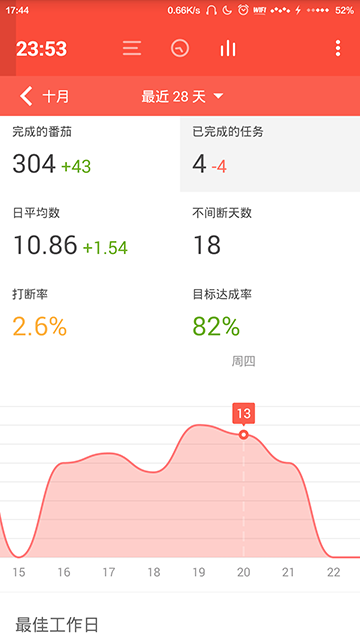 17:44 0.66K/s WiFi 52%
23:53
十月 最近 28 天
完成的番茄 已完成的任务
304 +43 4 -4
日平均数 不间断天数
10.86 +1.54 18
打断率 目标达成率
2.6% 82%
周四
13
15 16 17 18 19 20 21 22
最佳工作日